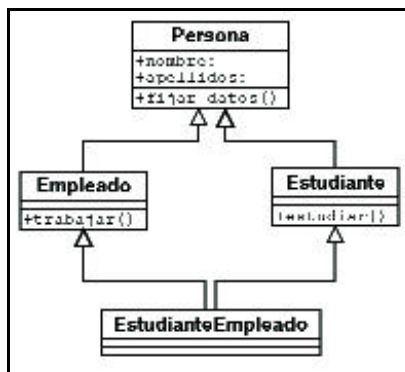 Persona
+nombre:
+apellidos:
+fijar datos()
Empleado
+trabajar()
Estudiante
+estudiar()
EstudianteEmpleado